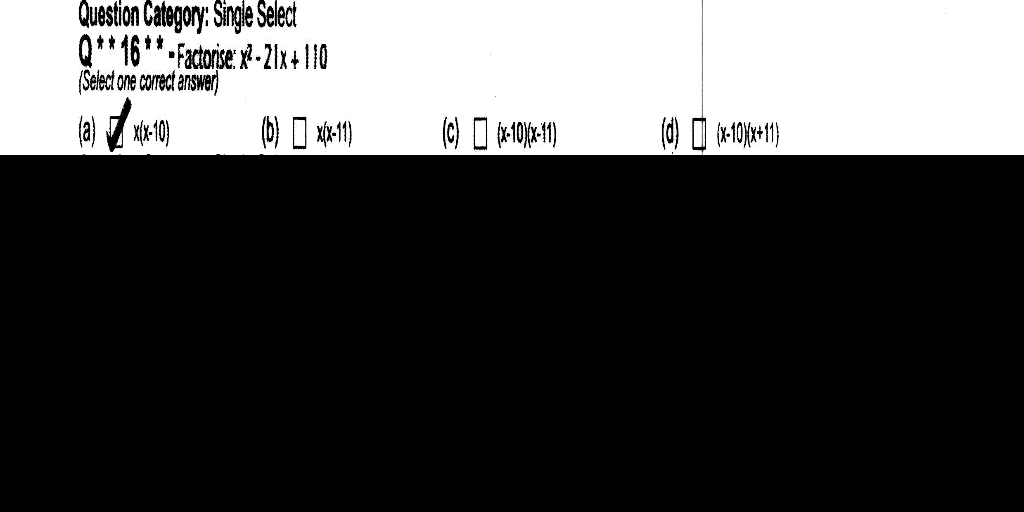 Question Category: Single Select
Q * * 16 * * - Factorise: x² - 21x + 110
(Select one correct answer)
(a) x(x-10) (b) x(x-11) (c) (x-10)(x-11) (d) (x-10)(x+11)